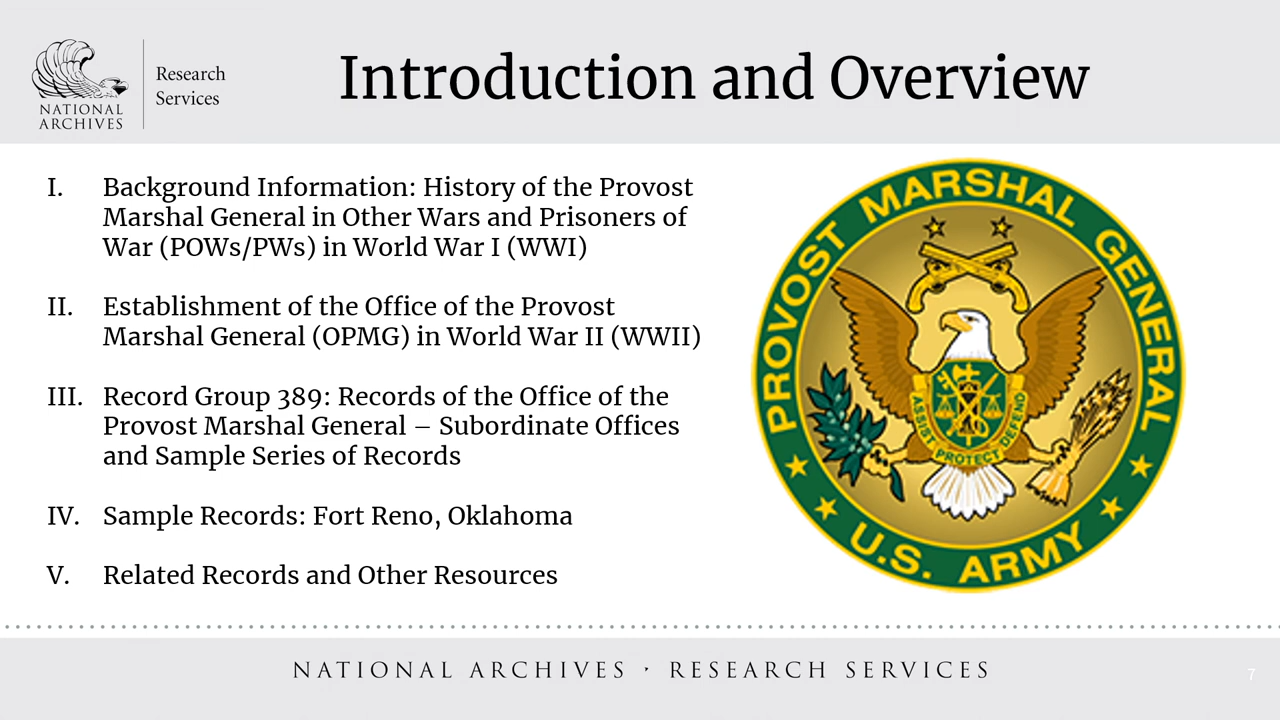 NATIONAL
ARCHIVES
Research
Services
Introduction and Overview
I. Background Information: History of the Provost
Marshal General in Other Wars and Prisoners of
War (POWs/PWs) in World War I (WWI)
II. Establishment of the Office of the Provost
Marshal General (OPMG) in World War II (WWII)
III. Record Group 389: Records of the Office of the
Provost Marshal General – Subordinate Offices
and Sample Series of Records
IV. Sample Records: Fort Reno, Oklahoma
V. Related Records and Other Resources
PROVOST MARSHAL GENERAL
ASSIST PROTECT DEFEND
U.S. ARMY
NATIONAL ARCHIVES · RESEARCH SERVICES
7